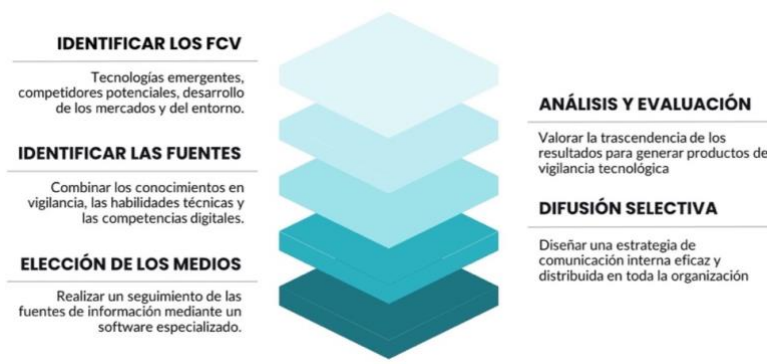 IDENTIFICAR LOS FCV
Tecnologías emergentes,
competidores potenciales, desarrollo
de los mercados y del entorno.
IDENTIFICAR LAS FUENTES
Combinar los conocimientos en
vigilancia, las habilidades técnicas y
las competencias digitales.
ELECCIÓN DE LOS MEDIOS
Realizar un seguimiento de las
fuentes de información mediante un
software especializado.
ANÁLISIS Y EVALUACIÓN
Valorar la trascendencia de los
resultados para generar productos de
vigilancia tecnológica
DIFUSIÓN SELECTIVA
Diseñar una estrategia de
comunicación interna eficaz y
distribuida en toda la organización